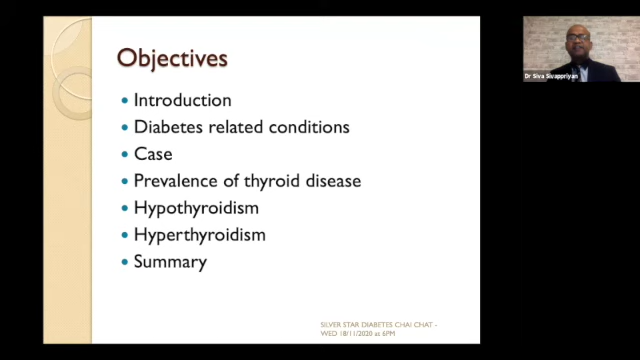 Objectives
Introduction
Diabetes related conditions
Case
Prevalence of thyroid disease
Hypothyroidism
Hyperthyroidism
Summary
SILVER STAR DIABETES CHAI CHAT -
WED 18/11/2020 at 6PM
Dr Siva Sivappriyan